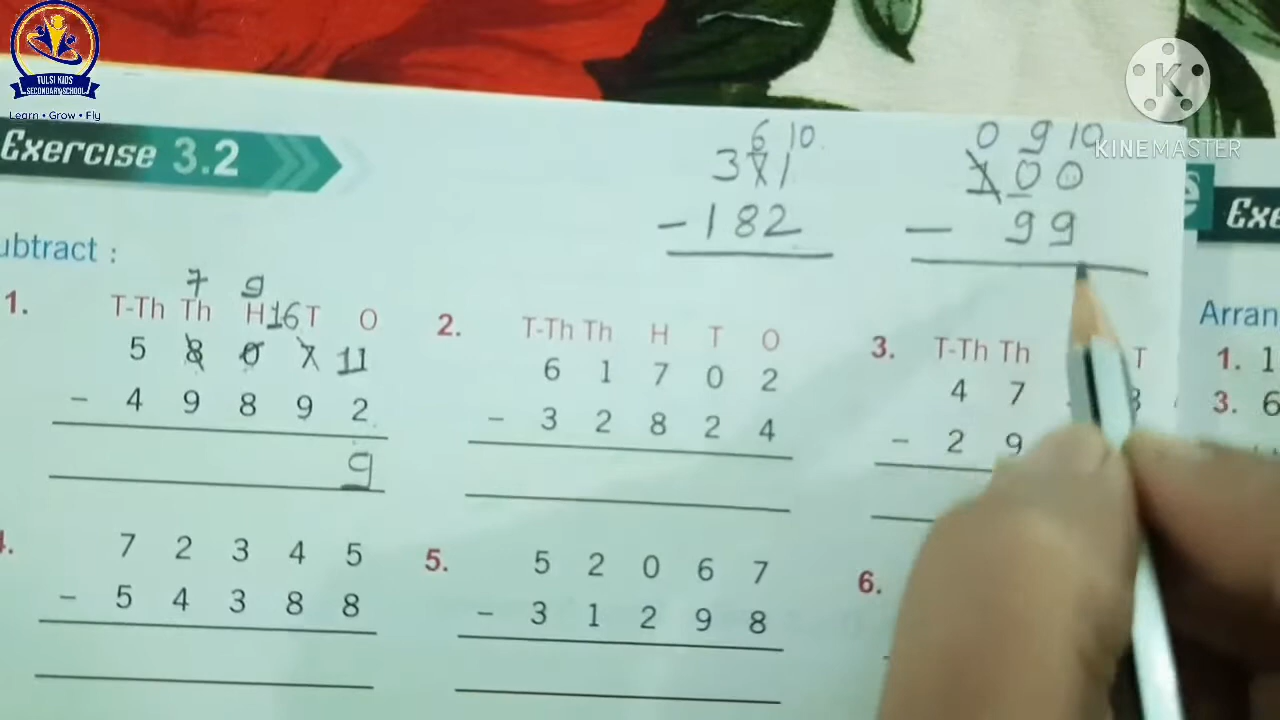 TULSI KIDS
SECONDARY SCHOOL
Learn • Grow • Fly
K
KINEMASTER
Exercise 3.2
6 10
3 7 1
- 1 8 2
0 9 10
1 0 0
- 9 9
Exe
ubtract :
7 9
1. T-Th Th H 16 T O
5 8 0 7 11
- 4 9 8 9 2
9
2. T-Th Th H T O
6 1 7 0 2
- 3 2 8 2 4
3. T-Th Th T
4 7
- 2 9
Arran
1. 1
3. 6
7 2 3 4 5
- 5 4 3 8 8
5. 5 2 0 6 7
- 3 1 2 9 8
6.